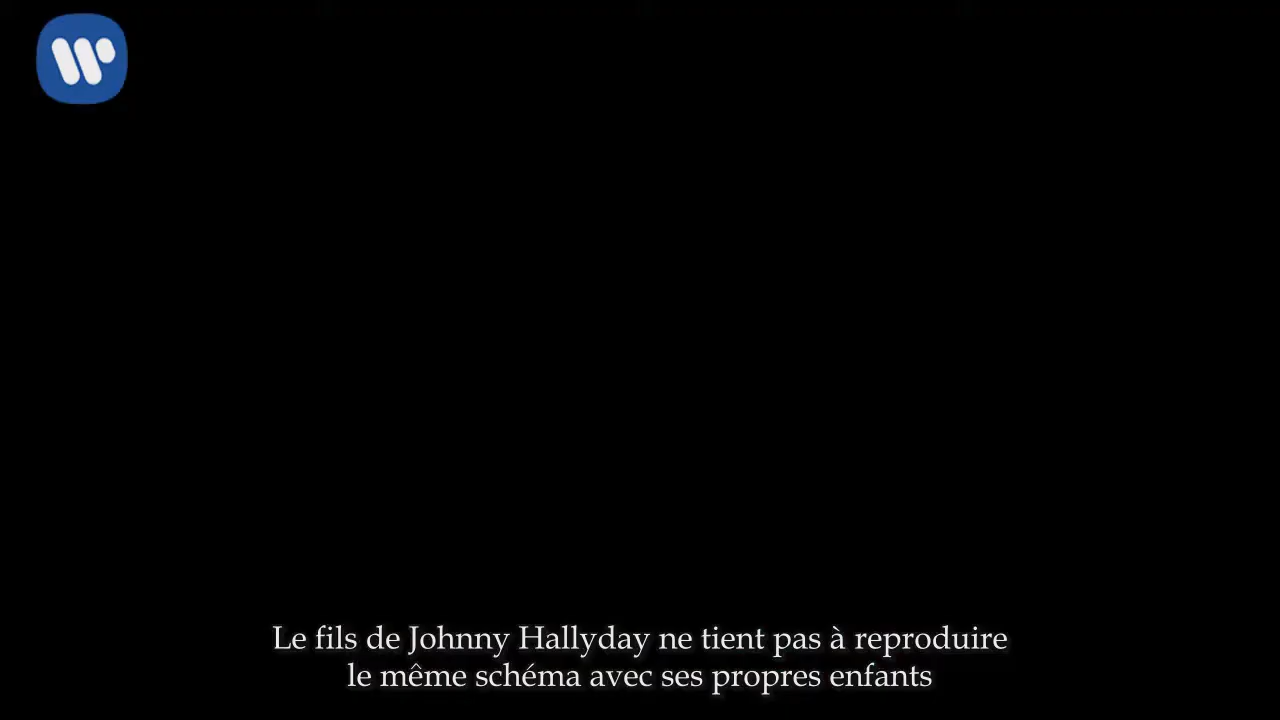 Le fils de Johnny Hallyday ne tient pas à reproduire
le même schéma avec ses propres enfants